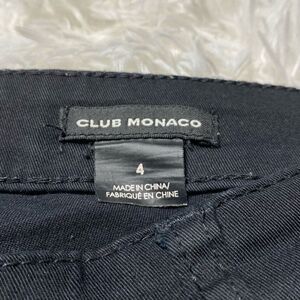 CLUB MONACO
4
MADE IN CHINA/
FABRIQUÉ EN CHINE